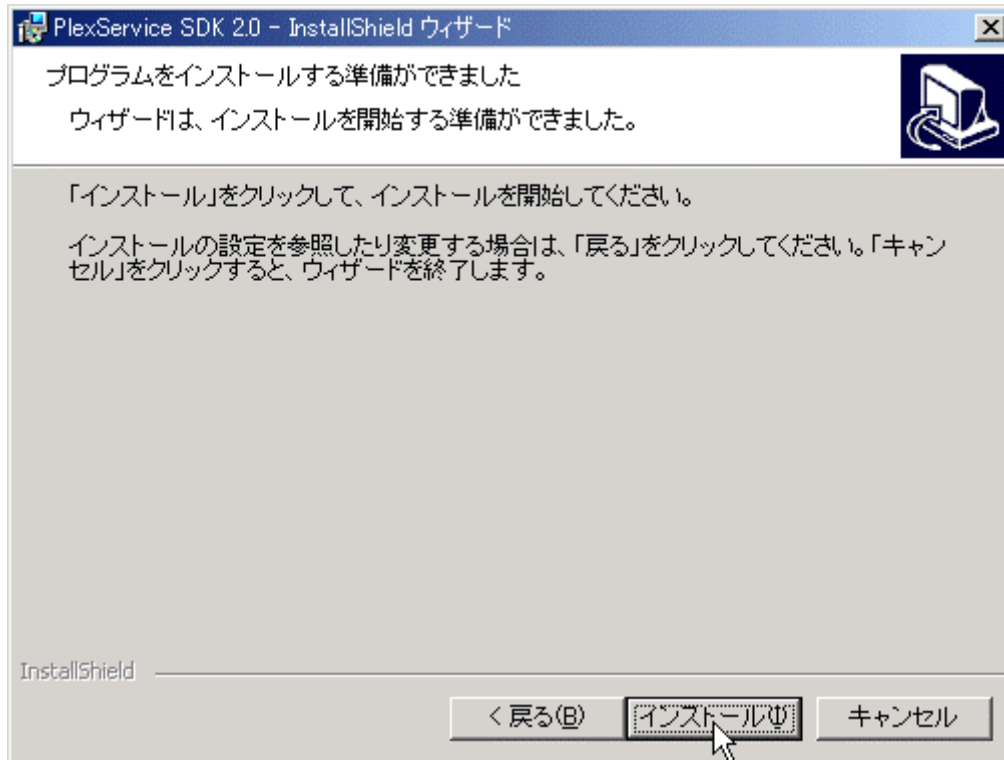 PlexService SDK 2.0 - InstallShield ウィザード
プログラムをインストールする準備ができました
ウィザードは、インストールを開始する準備ができました。
「インストール」をクリックして、インストールを開始してください。
インストールの設定を参照したり変更する場合は、「戻る」をクリックしてください。「キャン
セル」をクリックすると、ウィザードを終了します。
InstallShield
< 戻る(B)
インストール(I)
キャンセル